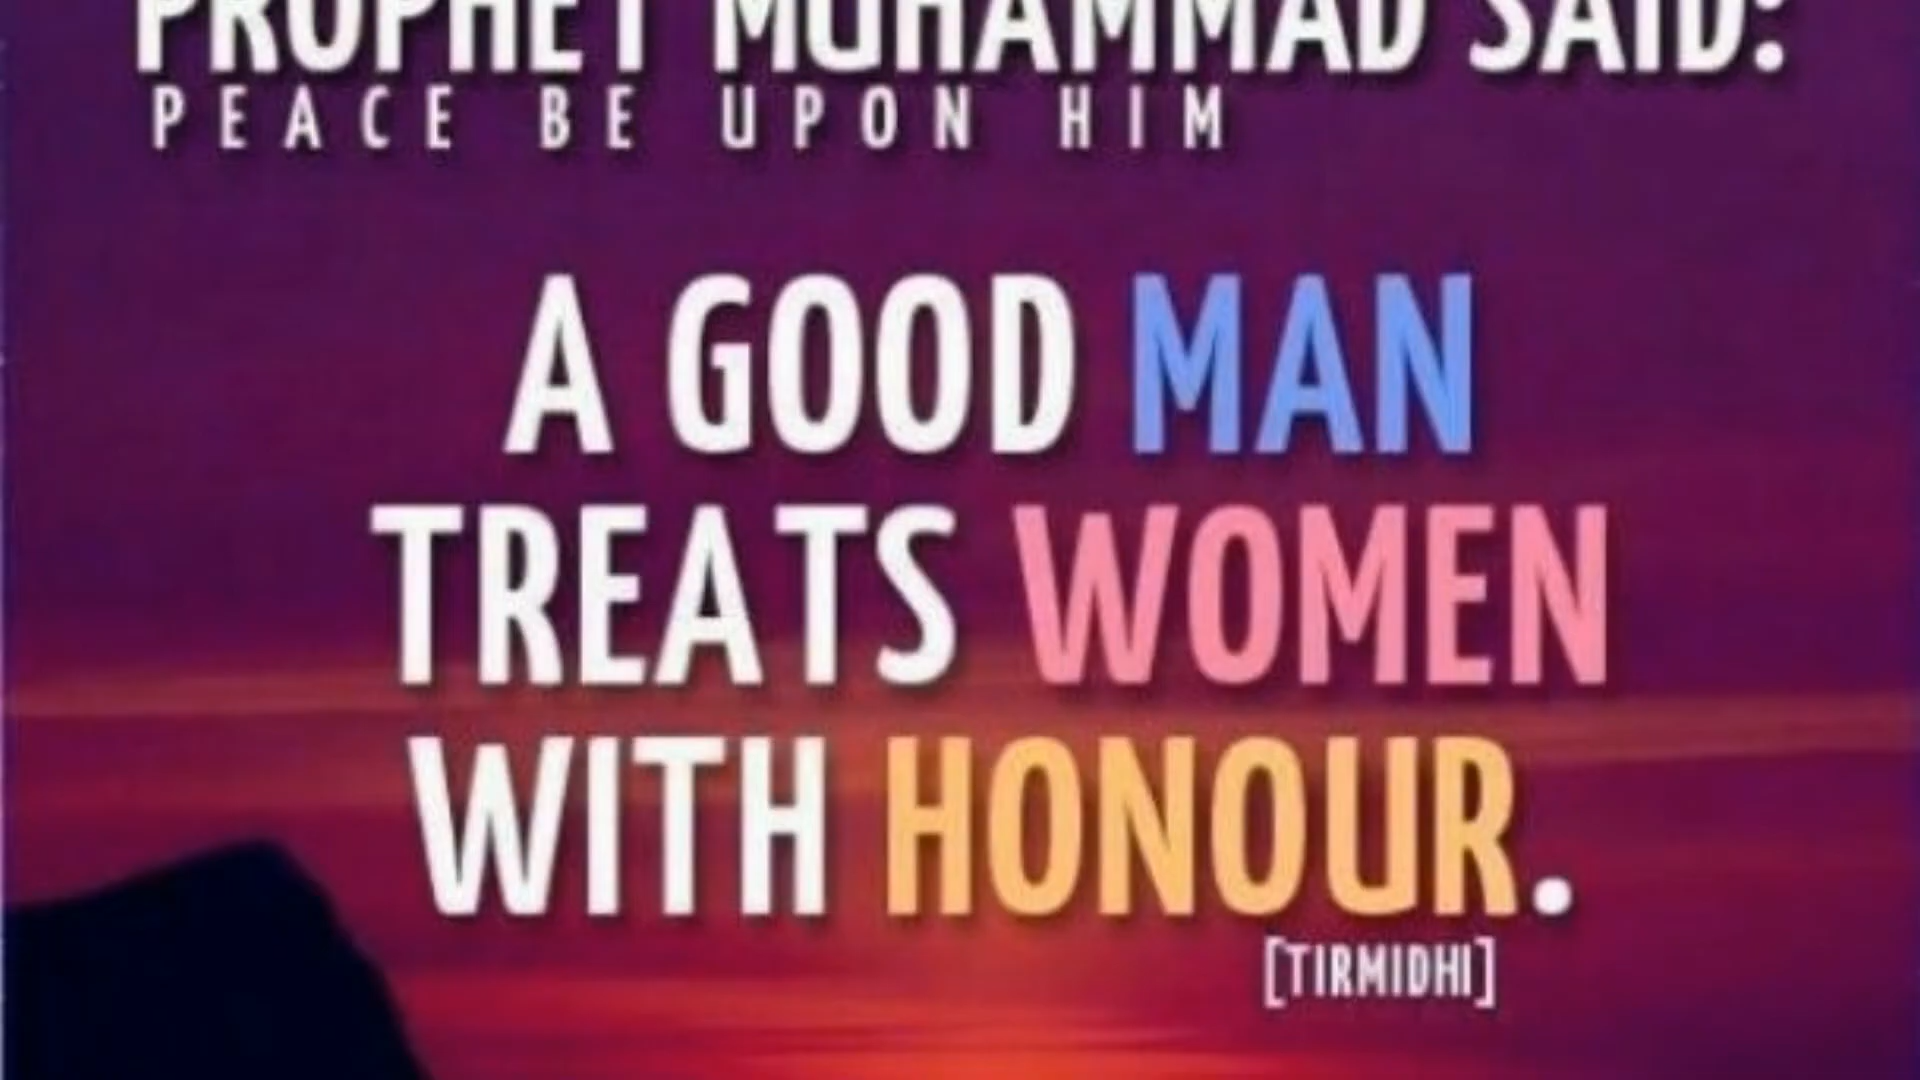 PROPHET MUHAMMAD SAID:
PEACE BE UPON HIM
A GOOD MAN
TREATS WOMEN
WITH HONOUR.
[TIRMIDHI]